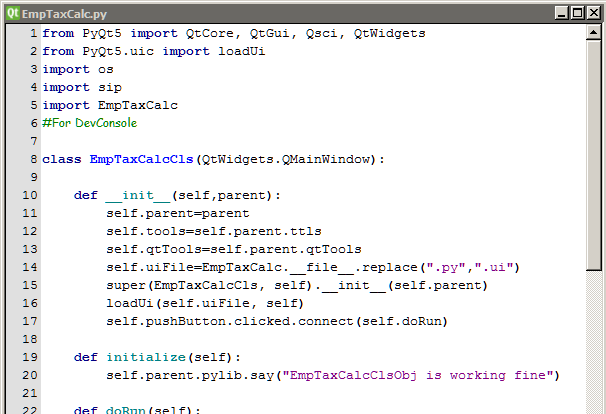 Qt EmpTaxCalc.py
1 from PyQt5 import QtCore, QtGui, Qsci, QtWidgets
2 from PyQt5.uic import loadUi
3 import os
4 import sip
5 import EmpTaxCalc
6 #For DevConsole
7
8 class EmpTaxCalcCls(QtWidgets.QMainWindow):
9
10     def __init__(self,parent):
11         self.parent=parent
12         self.tools=self.parent.ttls
13         self.qtTools=self.parent.qtTools
14         self.uiFile=EmpTaxCalc.__file__.replace(".py",".ui")
15         super(EmpTaxCalcCls, self).__init__(self.parent)
16         loadUi(self.uiFile, self)
17         self.pushButton.clicked.connect(self.doRun)
18
19     def initialize(self):
20         self.parent.pylib.say("EmpTaxCalcClsObj is working fine")
21
22     def doRun(self):